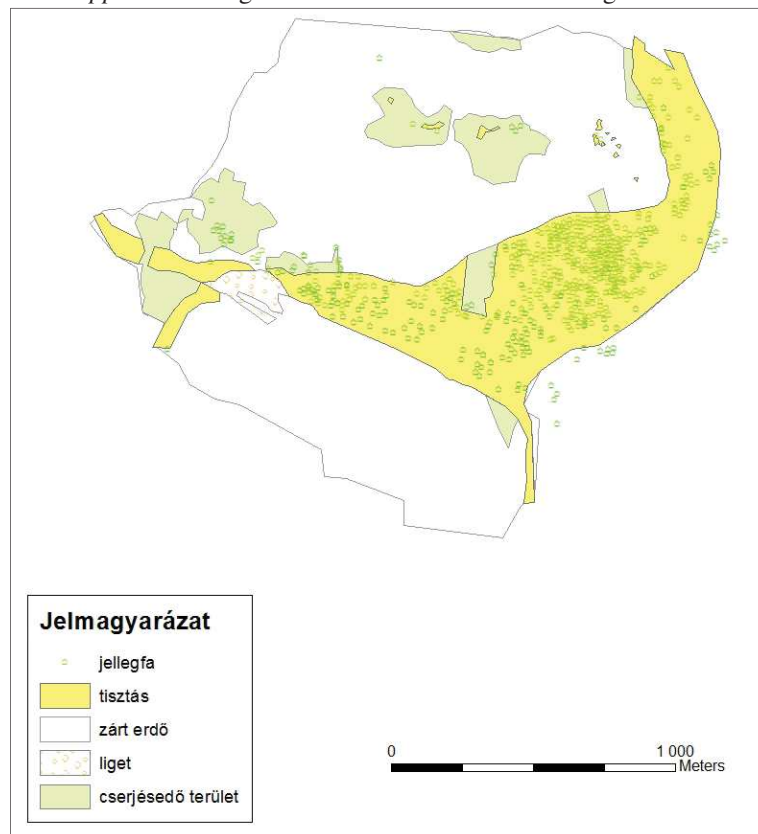 Jelmagyarázat
jellegfa
tisztás
zárt erdő
liget
cserjésedő terület
0 1 000
Meters